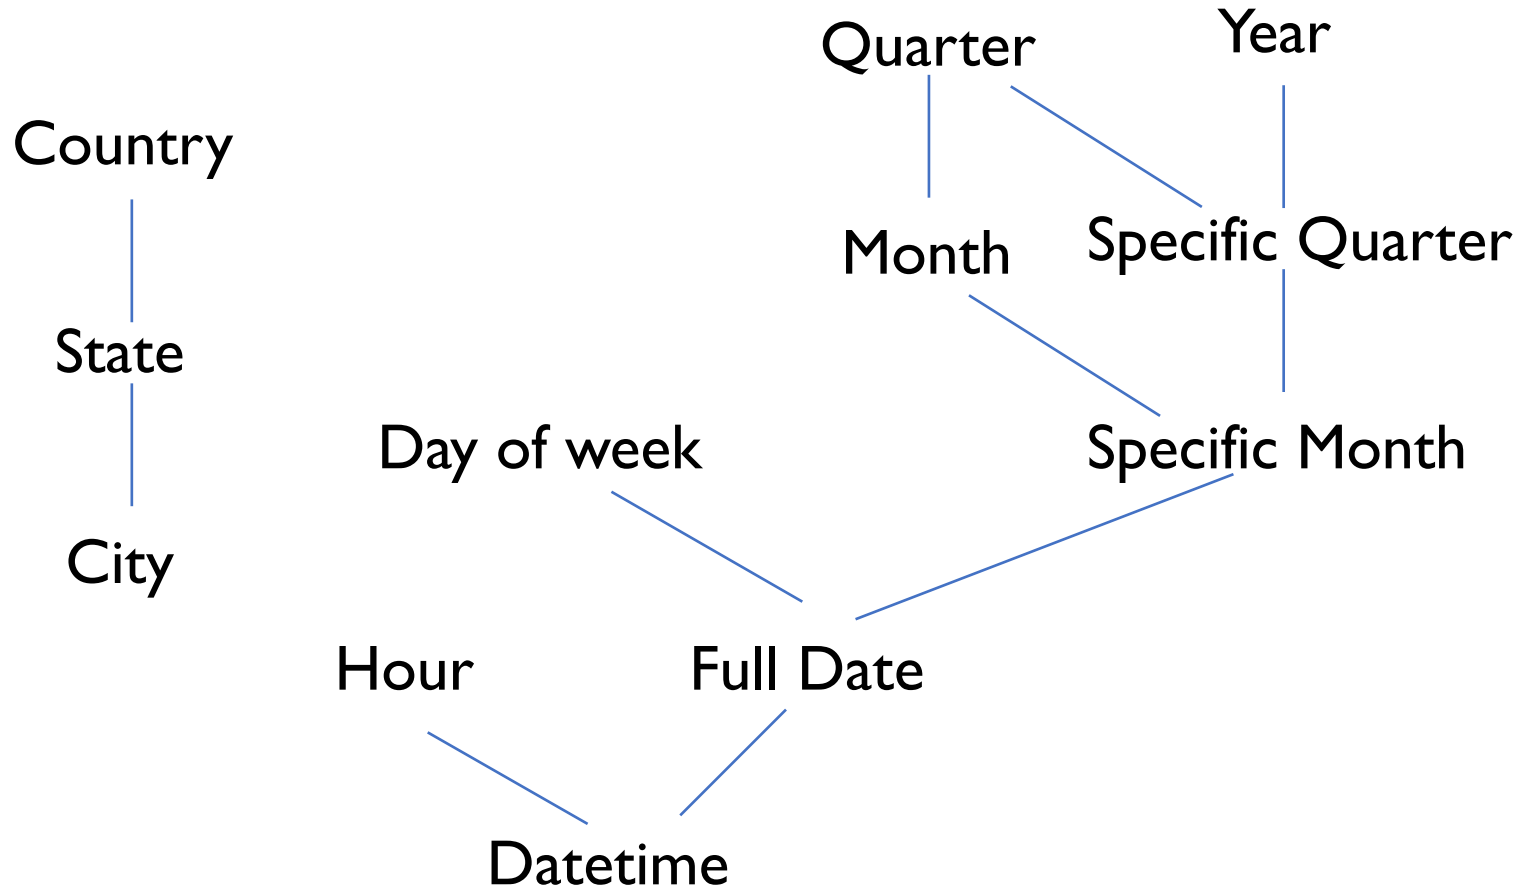 Quarter
Year
Country
Month
Specific Quarter
State
Day of week
Specific Month
City
Hour
Full Date
Datetime